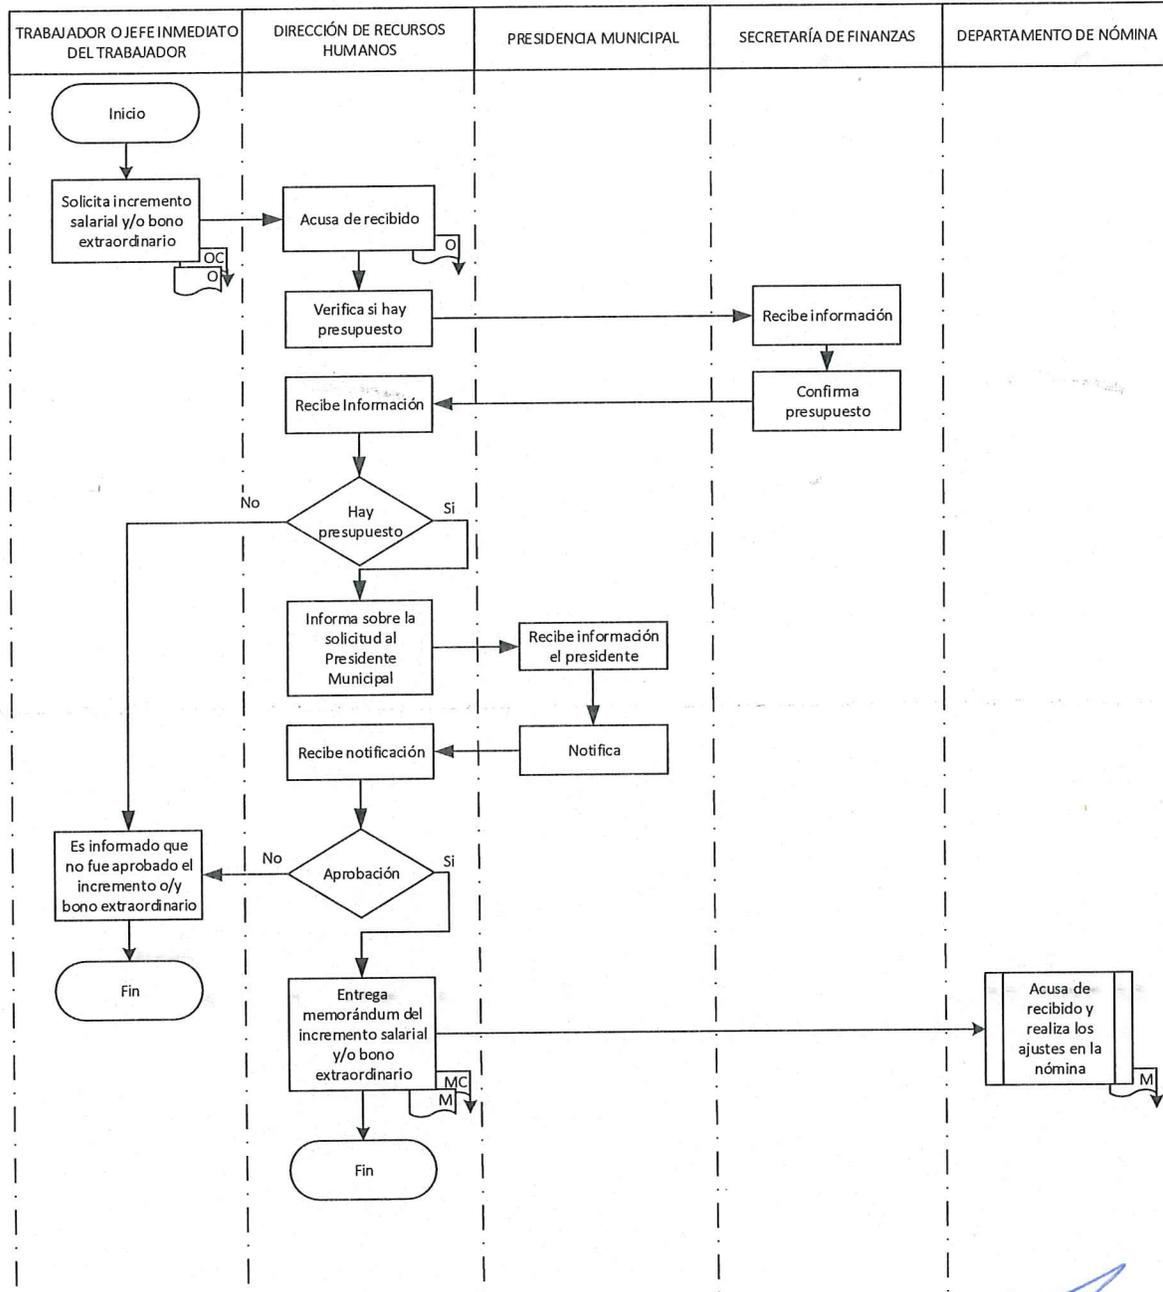 TRABAJADOR O JEFE INMEDIATO
DEL TRABAJADOR
DIRECCIÓN DE RECURSOS
HUMANOS
PRESIDENCIA MUNICIPAL
SECRETARÍA DE FINANZAS
DEPARTAMENTO DE NÓMINA
Inicio
Solicita incremento
salarial y/o bono
extraordinario
OC
O
Acusa de recibido
O
Verifica si hay
presupuesto
Recibe información
Confirma
presupuesto
Recibe Información
Hay
presupuesto
No
Si
Informa sobre la
solicitud al
Presidente
Municipal
Recibe información
el presidente
Notifica
Recibe notificación
Aprobación
No
Si
Es informado que
no fue aprobado el
incremento o/y
bono extraordinario
Fin
Entrega
memorándum del
incremento salarial
y/o bono
extraordinario
MC
M
Acusa de
recibido y
realiza los
ajustes en la
nómina
M
Fin